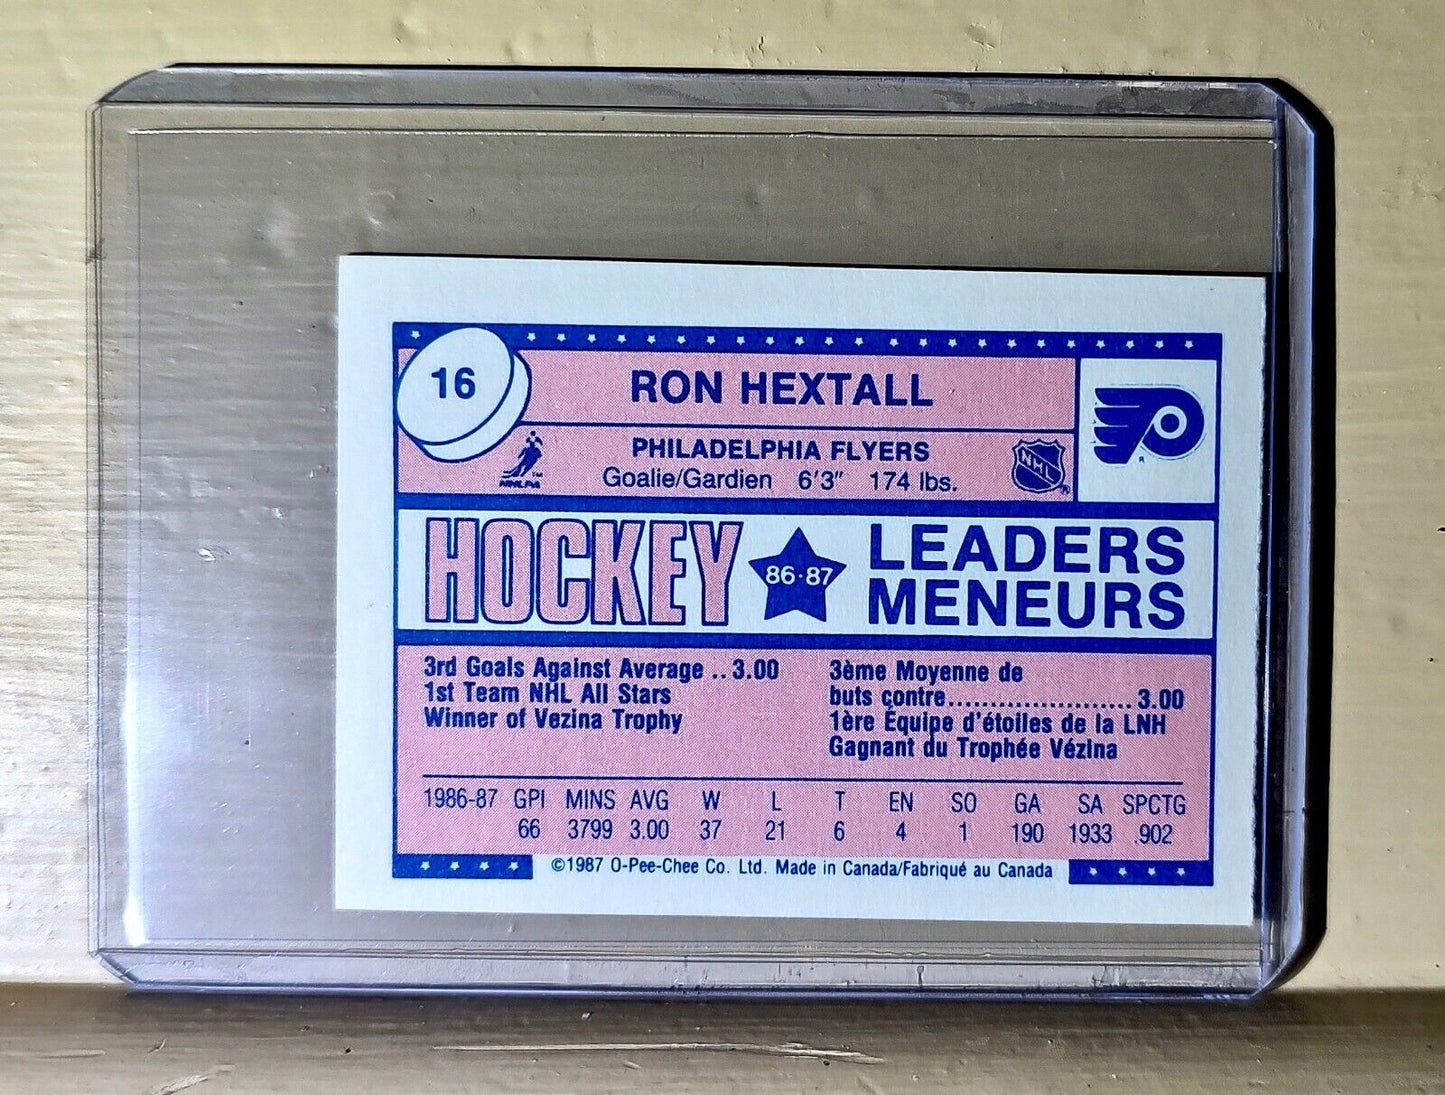 16
RON HEXTALL
PHILADELPHIA FLYERS
Goalie/Gardien 6'3" 174 lbs.
NHLPA TM
NHL ®
R
HOCKEY 86·87 LEADERS
MENEURS
3rd Goals Against Average .. 3.00
1st Team NHL All Stars
Winner of Vezina Trophy
3ème Moyenne de
buts contre...................... 3.00
1ère Équipe d'étoiles de la LNH
Gagnant du Trophée Vézina
1986-87 GPI MINS AVG W L T EN SO GA SA SPCTG
66 3799 3.00 37 21 6 4 1 190 1933 .902
©1987 O-Pee-Chee Co. Ltd. Made in Canada/Fabriqué au Canada